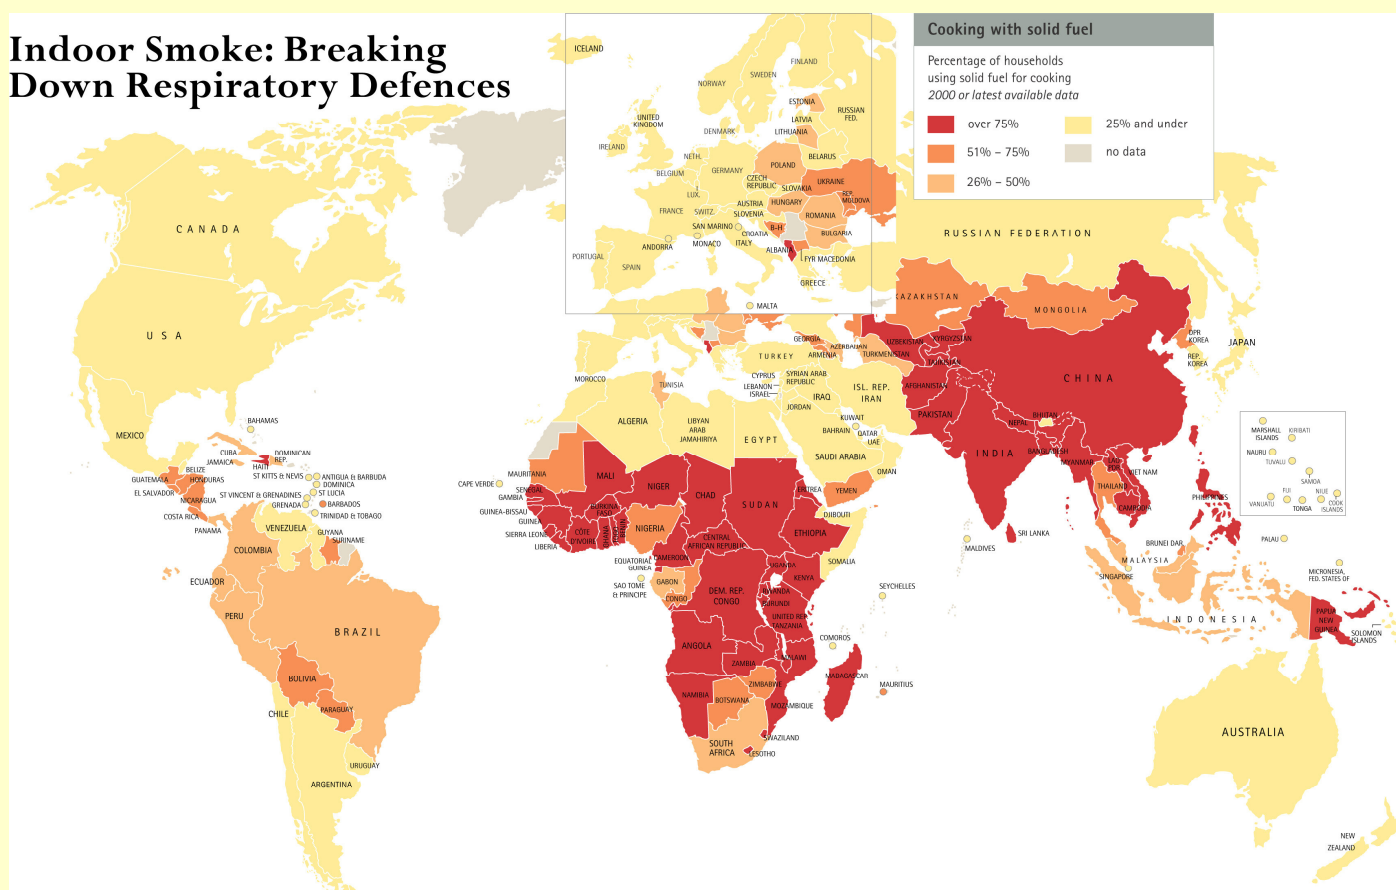 Indoor Smoke: Breaking
Down Respiratory Defences
Cooking with solid fuel
Percentage of households
using solid fuel for cooking
2000 or latest available data
over 75%
51% – 75%
26% – 50%
25% and under
no data
ICELAND
NORWAY
SWEDEN
FINLAND
ESTONIA
LATVIA
LITHUANIA
RUSSIAN
FED.
UNITED
KINGDOM
IRELAND
DENMARK
NETH.
BELGIUM
GERMANY
LUX.
POLAND
BELARUS
CZECH
REPUBLIC
SLOVAKIA
UKRAINE
REP.
MOLDOVA
FRANCE
SWITZ.
AUSTRIA
SLOVENIA
HUNGARY
ROMANIA
SAN MARINO
CROATIA
B-H
BULGARIA
ANDORRA
MONACO
ITALY
ALBANIA
FYR MACEDONIA
PORTUGAL
SPAIN
GREECE
MALTA
CANADA
USA
MEXICO
BAHAMAS
CUBA
JAMAICA
HAITI
DOMINICAN
REP.
BELIZE
GUATEMALA
HONDURAS
EL SALVADOR
NICARAGUA
COSTA RICA
PANAMA
ST KITTS & NEVIS
ANTIGUA & BARBUDA
DOMINICA
ST LUCIA
ST VINCENT & GRENADINES
BARBADOS
GRENADA
TRINIDAD & TOBAGO
VENEZUELA
GUYANA
SURINAME
COLOMBIA
ECUADOR
PERU
BRAZIL
BOLIVIA
PARAGUAY
CHILE
URUGUAY
ARGENTINA
RUSSIAN FEDERATION
KAZAKHSTAN
MONGOLIA
GEORGIA
AZERBAIJAN
ARMENIA
TURKMENISTAN
UZBEKISTAN
KYRGYZSTAN
TAJIKISTAN
DPR
KOREA
REP.
KOREA
JAPAN
CHINA
TURKEY
CYPRUS
LEBANON
ISRAEL
SYRIAN ARAB
REPUBLIC
IRAQ
JORDAN
ISL. REP.
IRAN
AFGHANISTAN
PAKISTAN
KUWAIT
BAHRAIN
QATAR
UAE
SAUDI ARABIA
OMAN
YEMEN
NEPAL
BHUTAN
INDIA
BANGLADESH
MYANMAR
LAO
PDR
VIET NAM
THAILAND
CAMBODIA
PHILIPPINES
SRI LANKA
MALDIVES
BRUNEI DAR.
MALAYSIA
SINGAPORE
INDONESIA
PAPUA
NEW
GUINEA
SOLOMON
ISLANDS
MARSHALL
ISLANDS
KIRIBATI
NAURU
TUVALU
SAMOA
FIJI
NIUE
VANUATU
TONGA
COOK
ISLANDS
PALAU
MICRONESIA,
FED. STATES OF
AUSTRALIA
NEW
ZEALAND
MOROCCO
TUNISIA
ALGERIA
LIBYAN
ARAB
JAMAHIRIYA
EGYPT
CAPE VERDE
MAURITANIA
MALI
NIGER
CHAD
SUDAN
ERITREA
DJIBOUTI
SENEGAL
GAMBIA
GUINEA-BISSAU
GUINEA
SIERRA LEONE
LIBERIA
BURKINA
FASO
CÔTE
D'IVOIRE
GHANA
TOGO
BENIN
NIGERIA
CAMEROON
CENTRAL
AFRICAN REPUBLIC
ETHIOPIA
SOMALIA
EQUATORIAL
GUINEA
SAO TOME
& PRINCIPE
GABON
CONGO
DEM. REP.
CONGO
UGANDA
KENYA
RWANDA
BURUNDI
UNITED REP.
TANZANIA
SEYCHELLES
COMOROS
ANGOLA
ZAMBIA
MALAWI
MADAGASCAR
MAURITIUS
NAMIBIA
BOTSWANA
ZIMBABWE
MOZAMBIQUE
SOUTH
AFRICA
SWAZILAND
LESOTHO